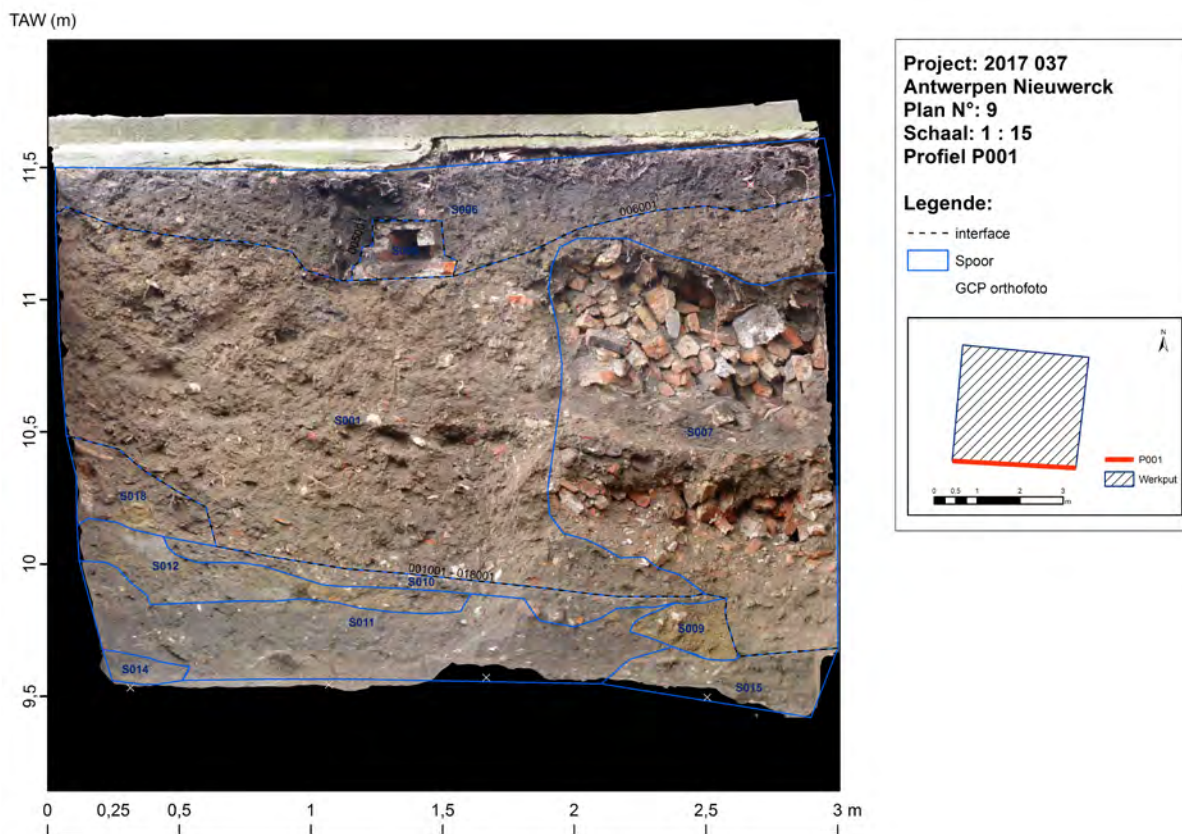 TAW (m)
11,5
11
10,5
10
9,5
0
0,25
0,5
1
1,5
2
2,5
3 m
S006
006001
S001
S007
S018
001001 - 018001
S012
S010
S011
S009
S014
S015
Project: 2017 037
Antwerpen Nieuwerck
Plan N°: 9
Schaal: 1 : 15
Profiel P001
Legende:
interface
Spoor
GCP orthofoto
N
P001
Werkput
0 0.5 1 2 3
m